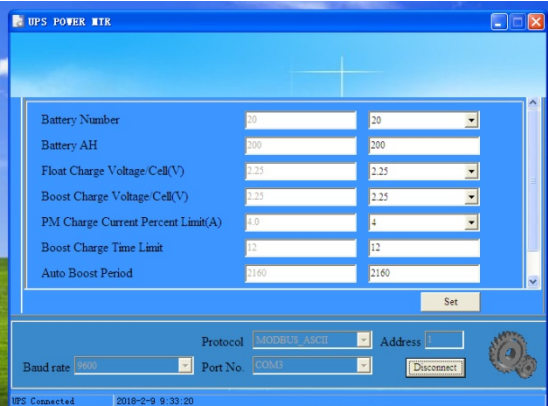 UPS POWER MTR
Battery Number 20 20
Battery AH 200 200
Float Charge Voltage/Cell(V) 2.25 2.25
Boost Charge Voltage/Cell(V) 2.25 2.25
PM Charge Current Percent Limit(A) 4.0 4
Boost Charge Time Limit 12 12
Auto Boost Period 2160 2160
Set
Protocol MODBUS_ASCII Address 1
Baud rate 9600 Port No. COM3 Disconnect
UPS Connected 2018-2-9 9:33:20